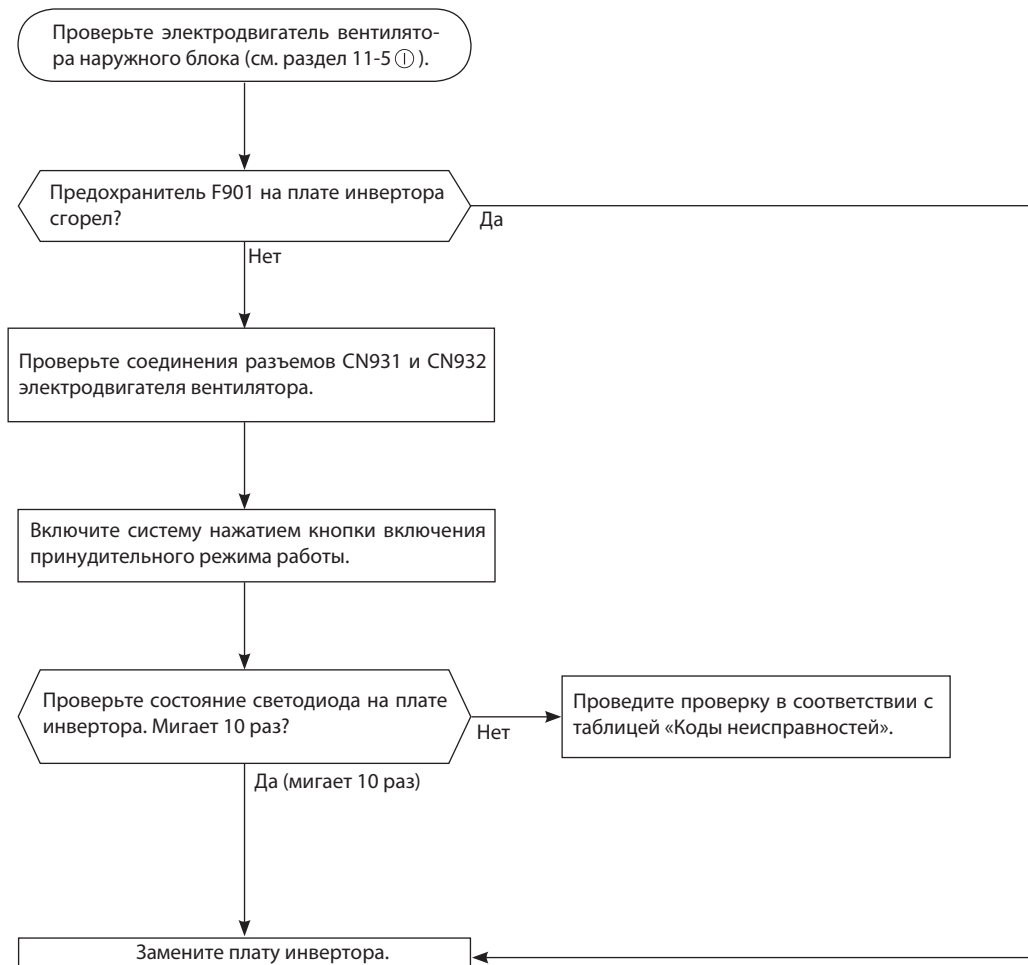 Проверьте электродвигатель вентилято-
ра наружного блока (см. раздел 11-5 Ⓘ ).
Предохранитель F901 на плате инвертора
сгорел?
Да
Нет
Проверьте соединения разъемов CN931 и CN932
электродвигателя вентилятора.
Включите систему нажатием кнопки включения
принудительного режима работы.
Проверьте состояние светодиода на плате
инвертора. Мигает 10 раз?
Нет
Проведите проверку в соответствии с
таблицей «Коды неисправностей».
Да (мигает 10 раз)
Замените плату инвертора.